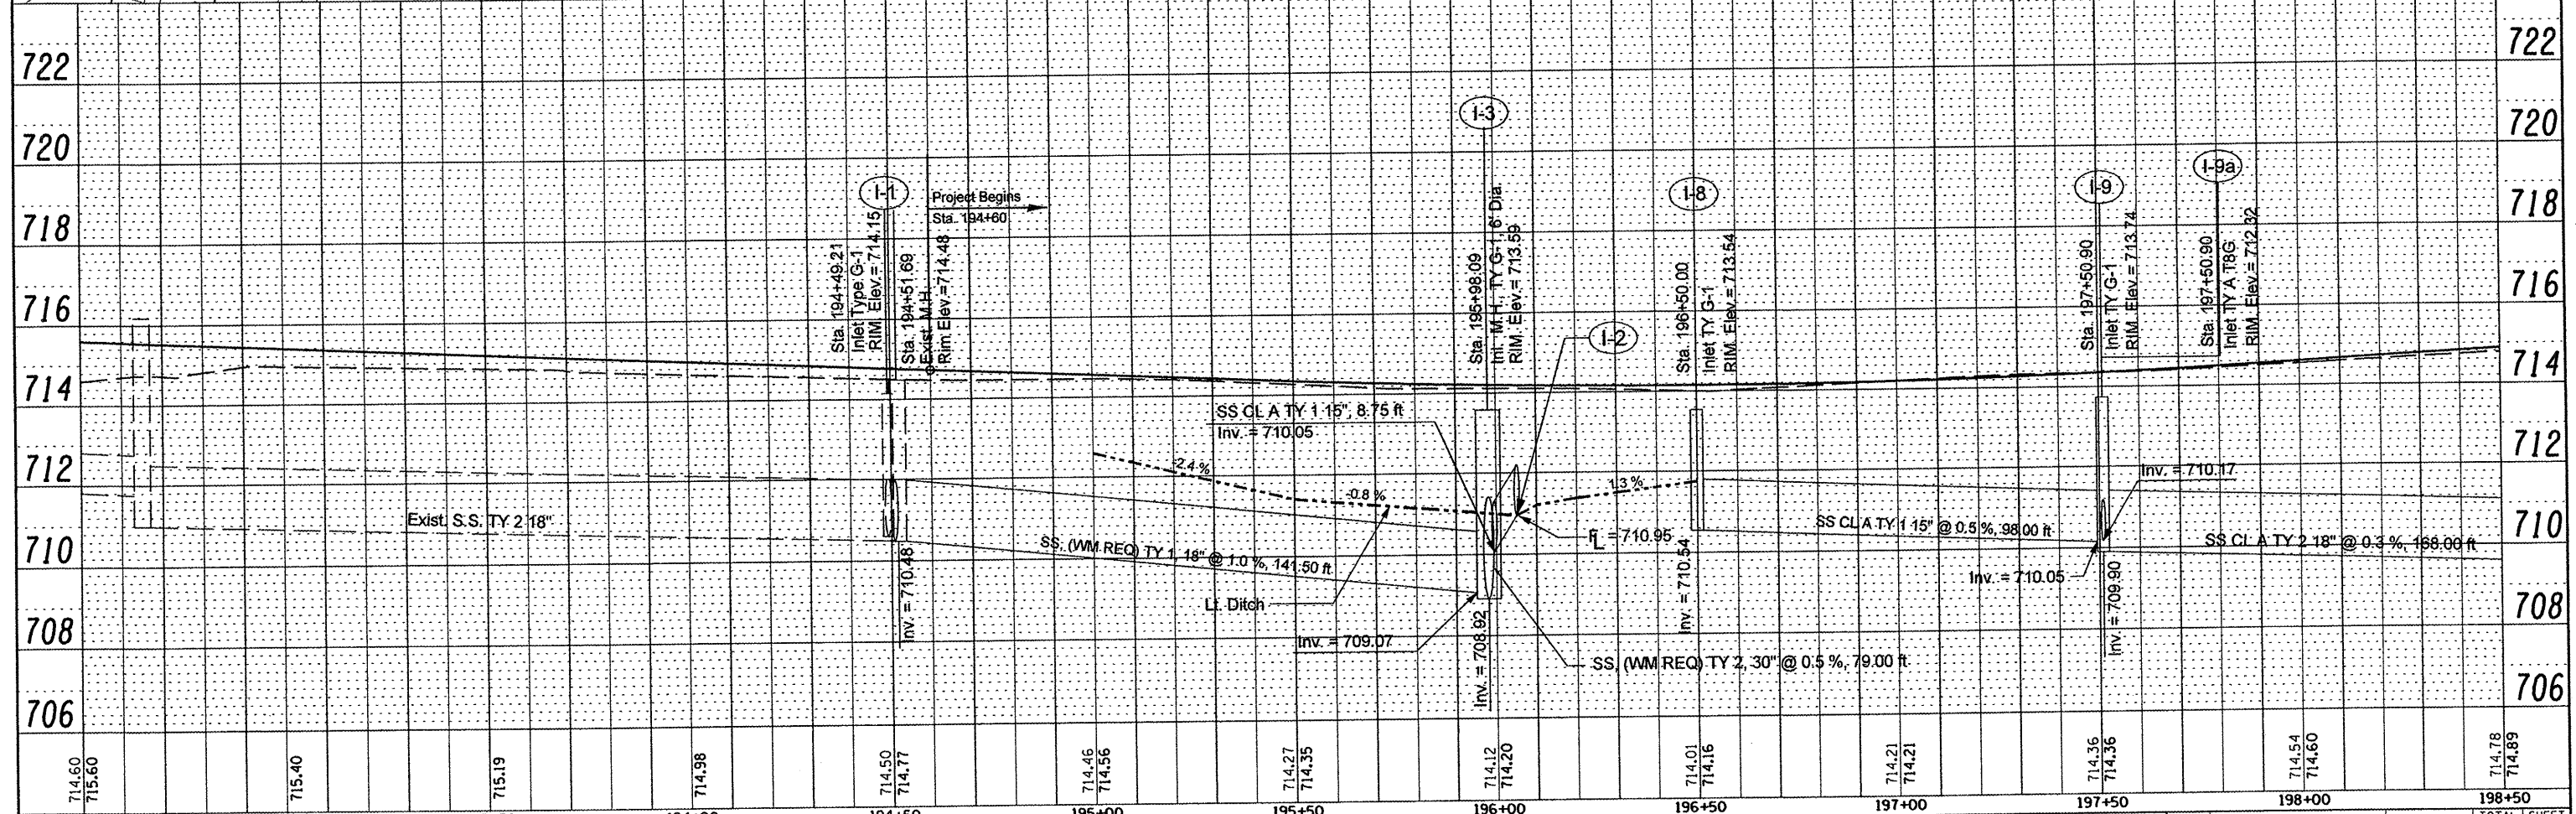 722
722
720
720
718
718
716
716
714
714
712
712
710
710
708
708
706
706
I-1
Project Begins
Sta. 194+60
Sta. 194+49.21
Inlet Type G-1
RIM. Elev.= 714.15
Sta. 194+51.69
Exist. M.H.
Rim Elev.=714.48
I-3
Sta. 195+98.09
Inl. M.H., TY G-1, 6' Dia.
RIM. Elev.= 713.59
I-2
I-8
Sta. 196+50.00
Inlet TY G-1
RIM. Elev.= 713.54
I-9
Sta. 197+50.90
Inlet TY G-1
RIM. Elev.= 713.74
I-9a
Sta. 197+50.90
Inlet TY A T8G
RIM. Elev.= 712.32
SS CL A TY 1 15", 8.75 ft
Inv. = 710.05
-2.4 %
-0.8 %
1.3 %
Exist. S.S. TY 2 18"
Inv. = 710.48
SS, (WM REQ) TY 1, 18" @ 1.0 %, 141.50 ft
Lt. Ditch
Inv. = 709.07
Inv. = 708.92
FL = 710.95
SS, (WM REQ) TY 2, 30" @ 0.5 %, 79.00 ft
Inv. = 710.54
SS CL A TY 1 15" @ 0.5 %, 98.00 ft
Inv. = 710.17
Inv. = 710.05
Inv. = 709.90
SS CL A TY 2 18" @ 0.3 %, 168.00 ft
714.60
715.60
715.40
715.19
714.98
714.50
714.77
714.46
714.56
714.27
714.35
714.12
714.20
714.01
714.16
714.21
714.21
714.36
714.36
714.54
714.60
714.78
714.89
194+50
195+00
195+50
196+00
196+50
197+00
197+50
198+00
198+50
TOTAL SHEET